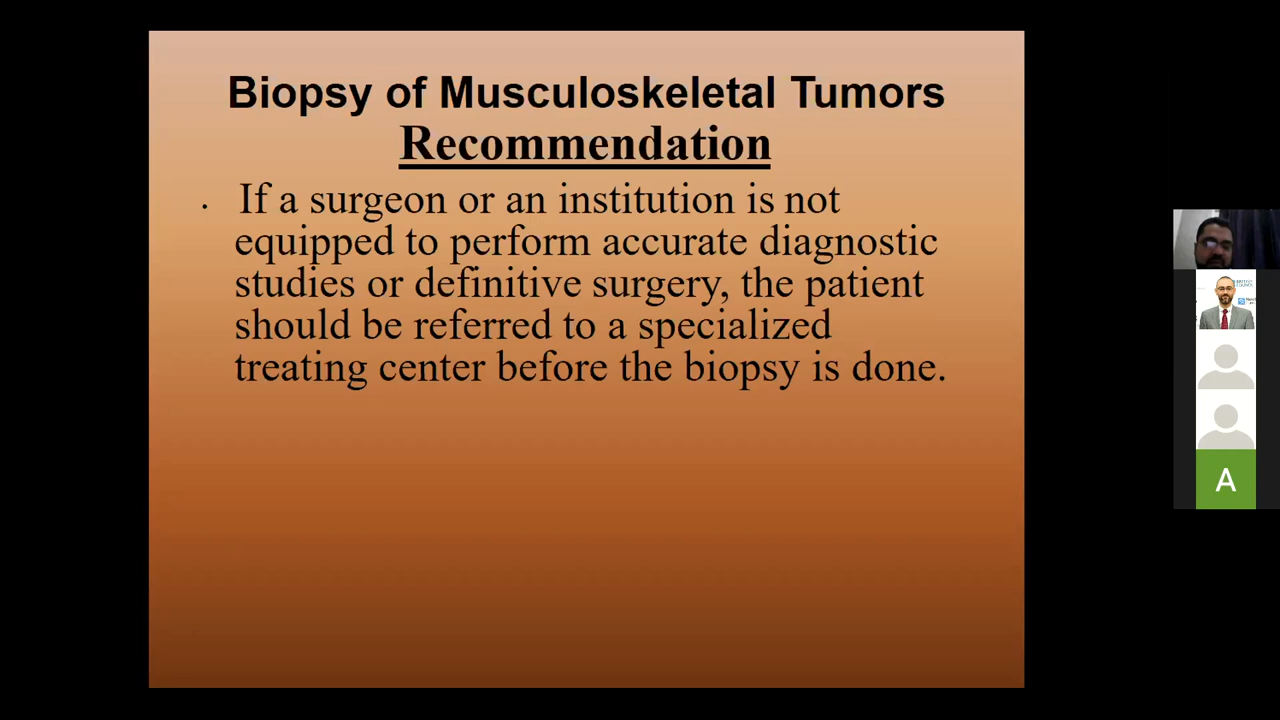 Biopsy of Musculoskeletal Tumors
Recommendation
· If a surgeon or an institution is not
equipped to perform accurate diagnostic
studies or definitive surgery, the patient
should be referred to a specialized
treating center before the biopsy is done.
A